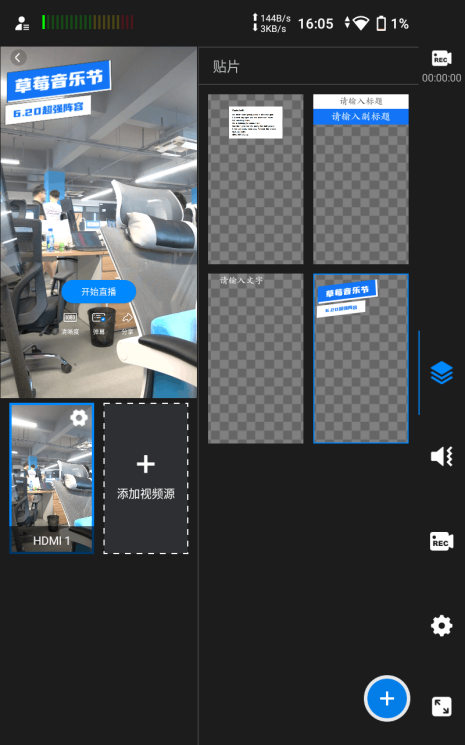 144B/s
3KB/s
16:05
1%
草莓音乐节
6.20超强阵容
开始直播
清晰度
弹幕
分享
HDMI 1
添加视频源
贴片
请输入标题
请输入副标题
请输入文字
草莓音乐节
6.20超强阵容
REC
00:00:00
REC